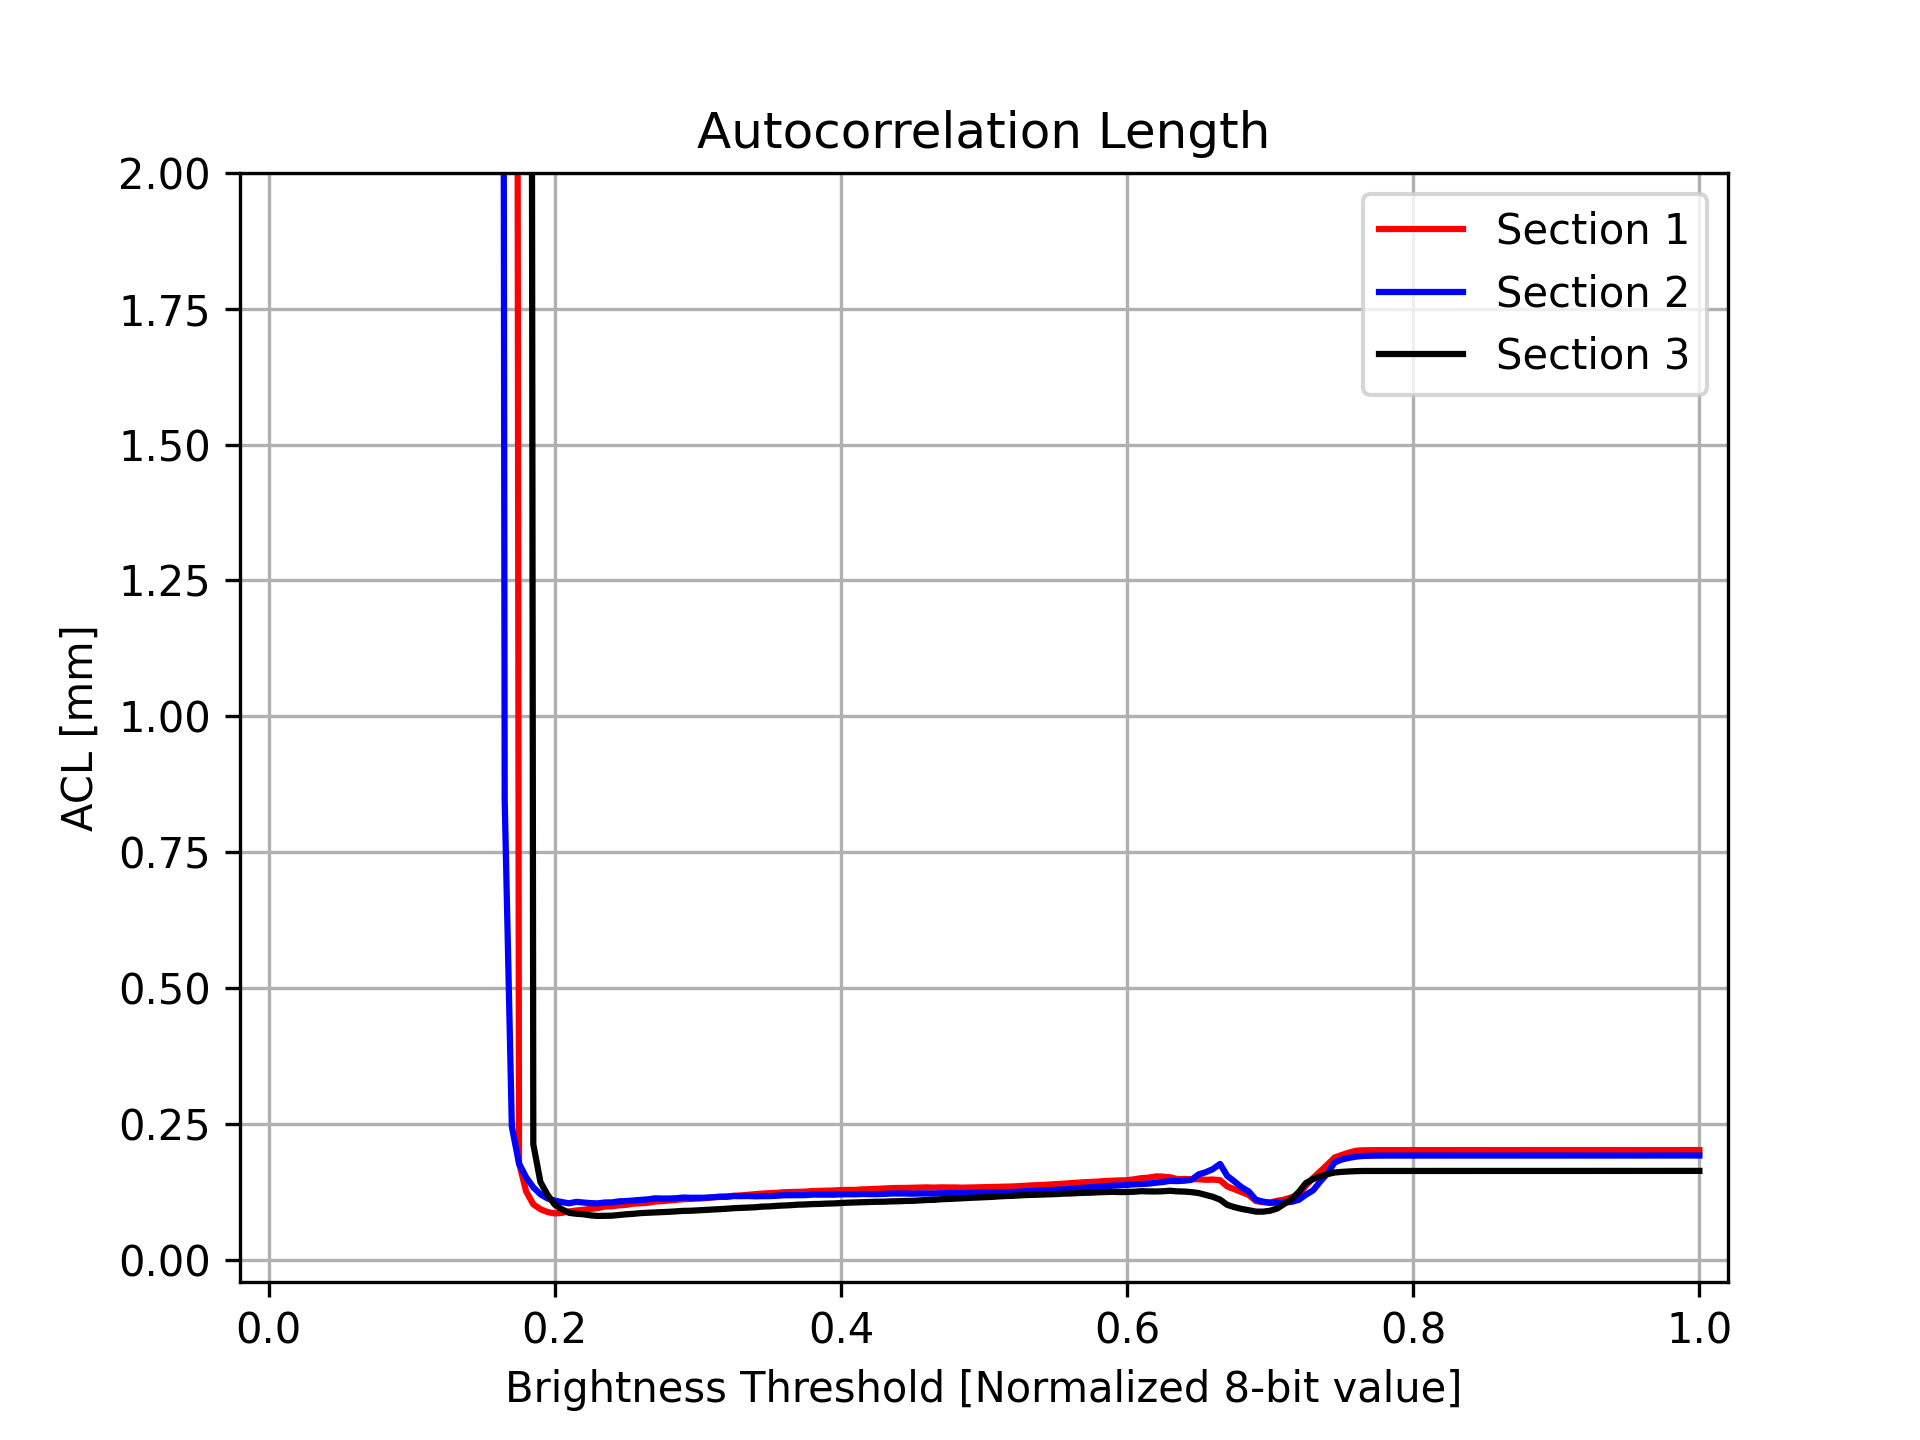 Autocorrelation Length
2.00
1.75
1.50
1.25
1.00
0.75
0.50
0.25
0.00
ACL [mm]
Section 1
Section 2
Section 3
0.0 0.2 0.4 0.6 0.8 1.0
Brightness Threshold [Normalized 8-bit value]